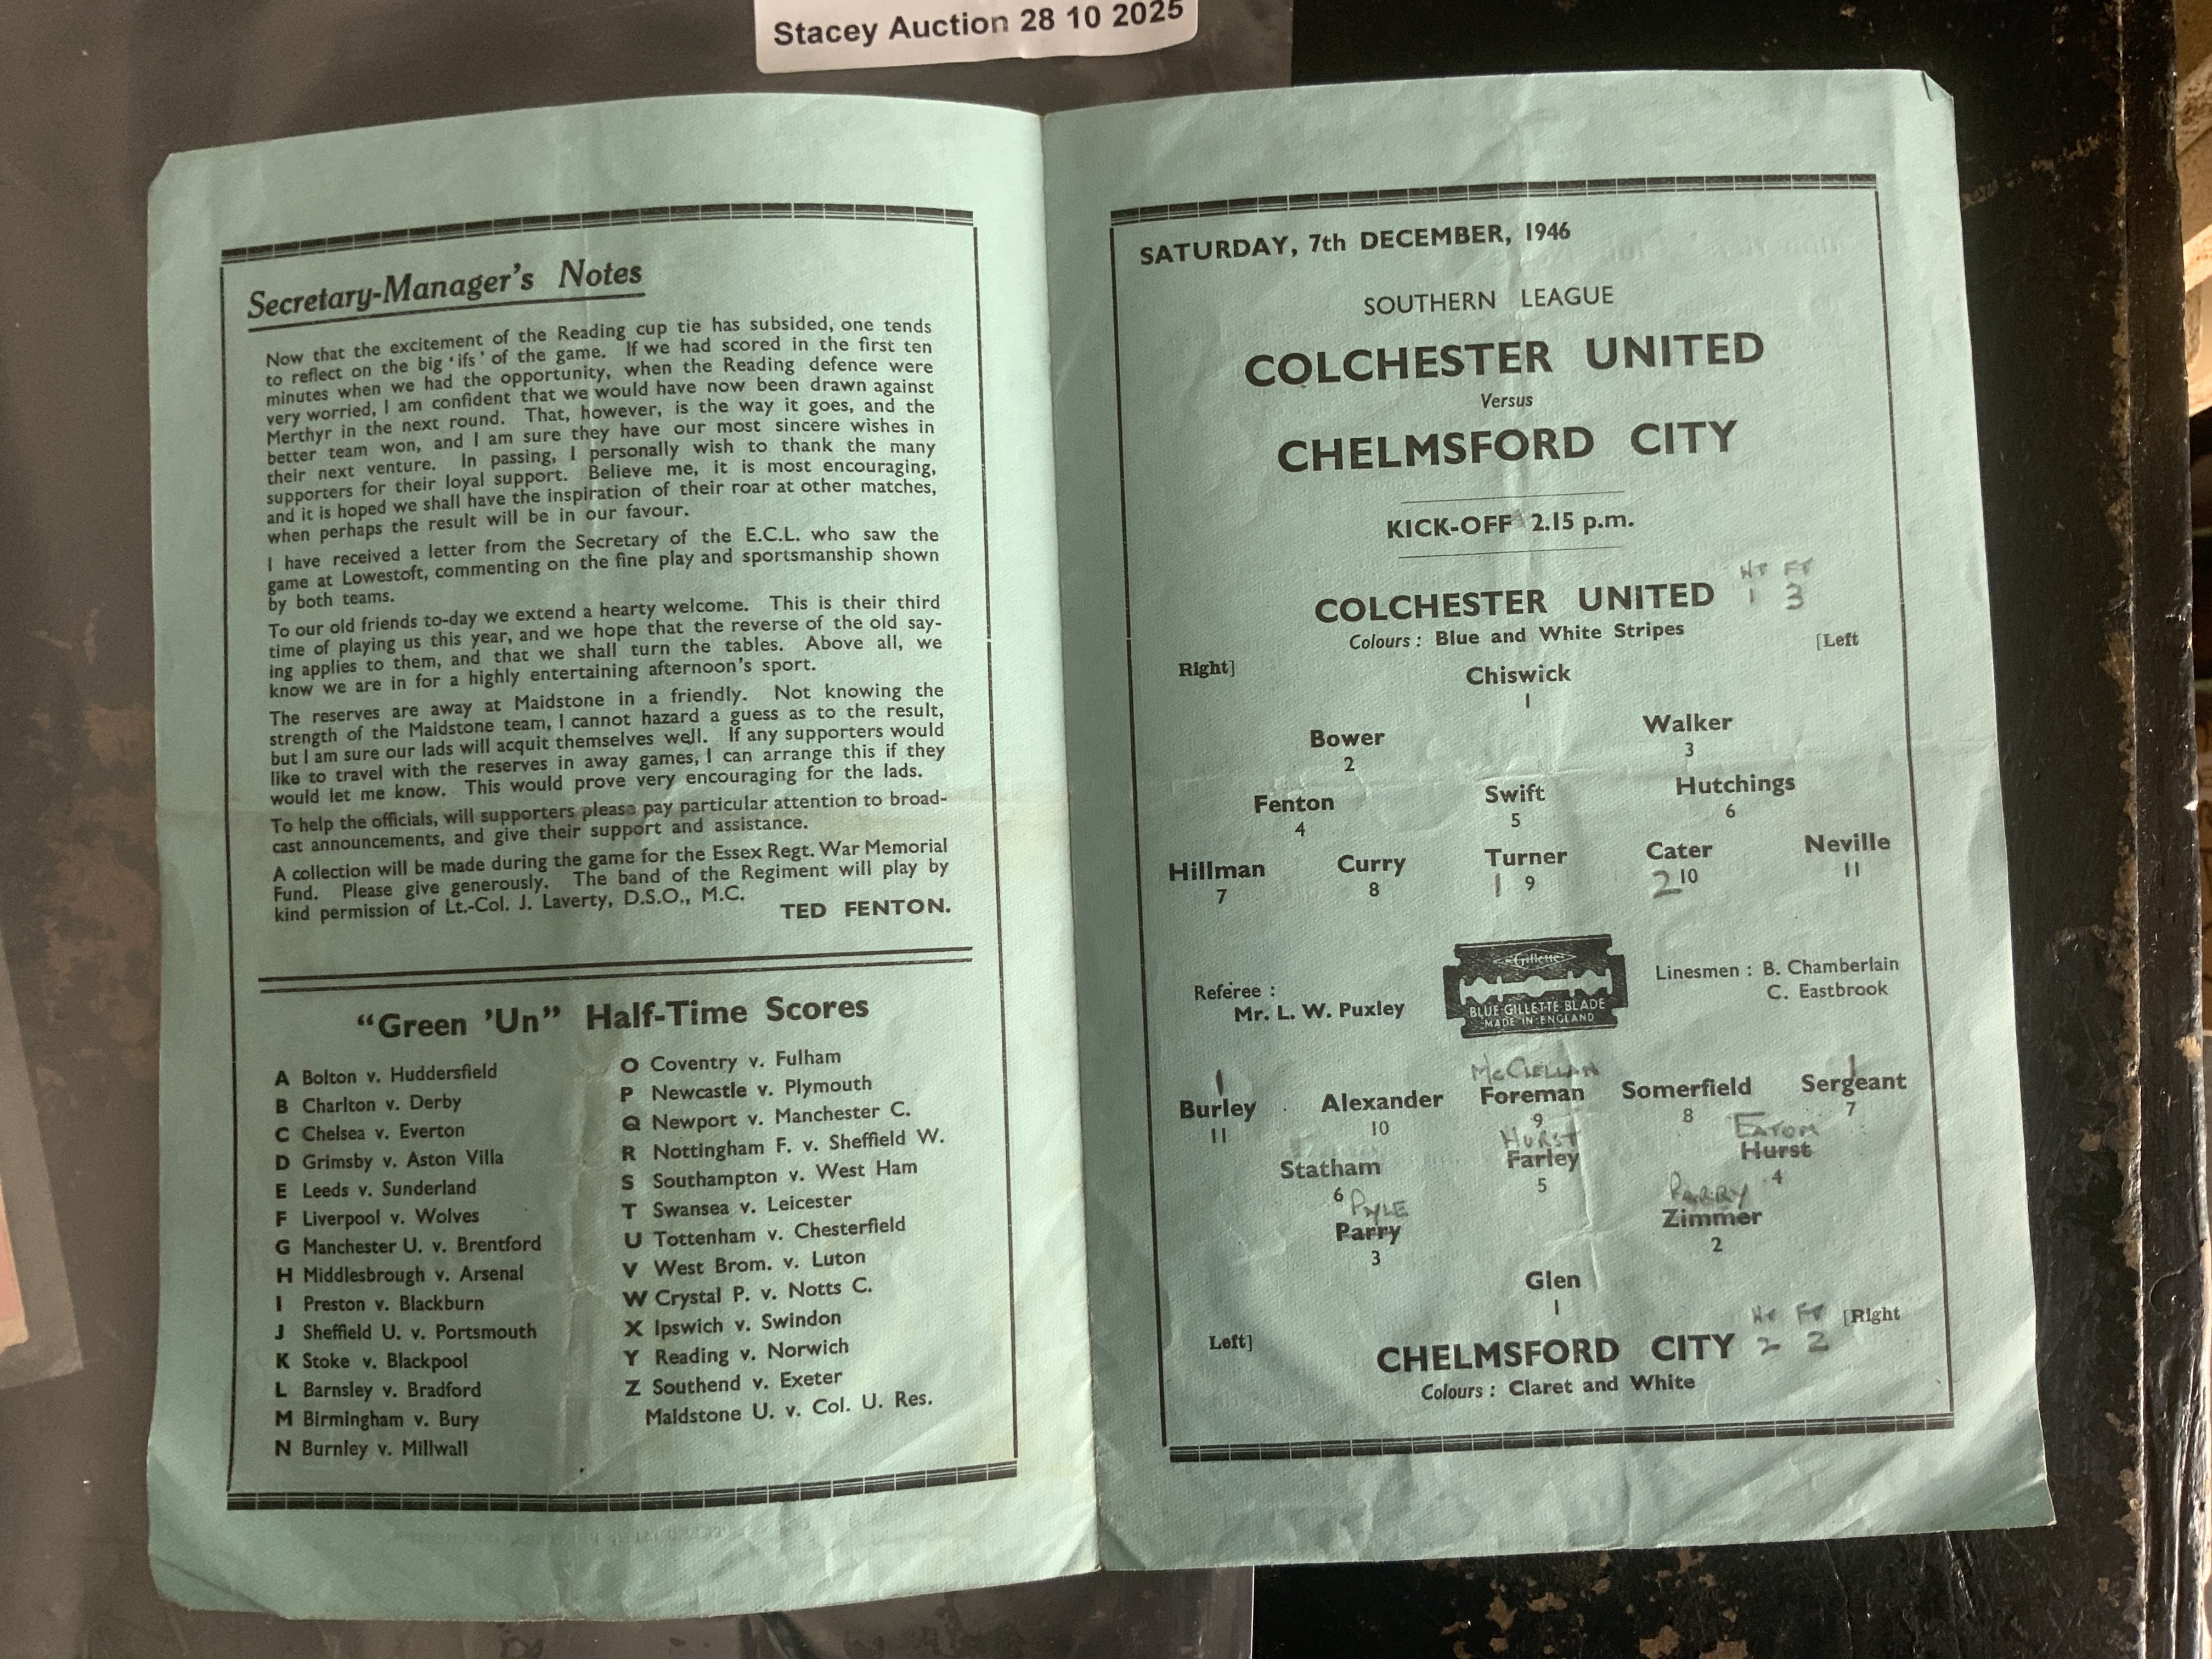 Stacey Auction 28 10 2025
Secretary-Manager's Notes
Now that the excitement of the Reading cup tie has subsided, one tends
to reflect on the big 'ifs' of the game. If we had scored in the first ten
minutes when we had the opportunity, when the Reading defence were
very worried, I am confident that we would have now been drawn against
Merthyr in the next round. That, however, is the way it goes, and the
better team won, and I am sure they have our most sincere wishes in
their next venture. In passing, I personally wish to thank the many
supporters for their loyal support. Believe me, it is most encouraging,
and it is hoped we shall have the inspiration of their roar at other matches,
when perhaps the result will be in our favour.
I have received a letter from the Secretary of the E.C.L. who saw the
game at Lowestoft, commenting on the fine play and sportsmanship shown
by both teams.
To our old friends to-day we extend a hearty welcome. This is their third
time of playing us this year, and we hope that the reverse of the old say-
ing applies to them, and that we shall turn the tables. Above all, we
know we are in for a highly entertaining afternoon's sport.
The reserves are away at Maidstone in a friendly. Not knowing the
strength of the Maidstone team, I cannot hazard a guess as to the result,
but I am sure our lads will acquit themselves well. If any supporters would
like to travel with the reserves in away games, I can arrange this if they
would let me know. This would prove very encouraging for the lads.
To help the officials, will supporters please pay particular attention to broad-
cast announcements, and give their support and assistance.
A collection will be made during the game for the Essex Regt. War Memorial
Fund. Please give generously. The band of the Regiment will play by
kind permission of Lt.-Col. J. Laverty, D.S.O., M.C.
TED FENTON.
"Green 'Un" Half-Time Scores
A Bolton v. Huddersfield
B Charlton v. Derby
C Chelsea v. Everton
D Grimsby v. Aston Villa
E Leeds v. Sunderland
F Liverpool v. Wolves
G Manchester U. v. Brentford
H Middlesbrough v. Arsenal
I Preston v. Blackburn
J Sheffield U. v. Portsmouth
K Stoke v. Blackpool
L Barnsley v. Bradford
M Birmingham v. Bury
N Burnley v. Millwall
O Coventry v. Fulham
P Newcastle v. Plymouth
Q Newport v. Manchester C.
R Nottingham F. v. Sheffield W.
S Southampton v. West Ham
T Swansea v. Leicester
U Tottenham v. Chesterfield
V West Brom. v. Luton
W Crystal P. v. Notts C.
X Ipswich v. Swindon
Y Reading v. Norwich
Z Southend v. Exeter
Maidstone U. v. Col. U. Res.
SATURDAY, 7th DECEMBER, 1946
SOUTHERN LEAGUE
COLCHESTER UNITED
Versus
CHELMSFORD CITY
KICK-OFF 2.15 p.m.
HT FT
COLCHESTER UNITED 1 3
Colours : Blue and White Stripes
Right] [Left
Chiswick
1
Bower Walker
2 3
Fenton Swift Hutchings
4 5 6
Hillman Curry Turner Cater Neville
7 8 1 9 2 10 11
Referee :
Mr. L. W. Puxley
Gillette
BLUE GILLETTE BLADE
MADE IN ENGLAND
Linesmen : B. Chamberlain
C. Eastbrook
1 McClellan 1
Burley Alexander Foreman Somerfield Sergeant
11 10 9 8 7
HURST EATON
Statham Farley Hurst
6 5 4
PYLE PARRY
Parry Zimmer
3 2
Glen
1
HT FT
Left] [Right
CHELMSFORD CITY 2 2
Colours : Claret and White